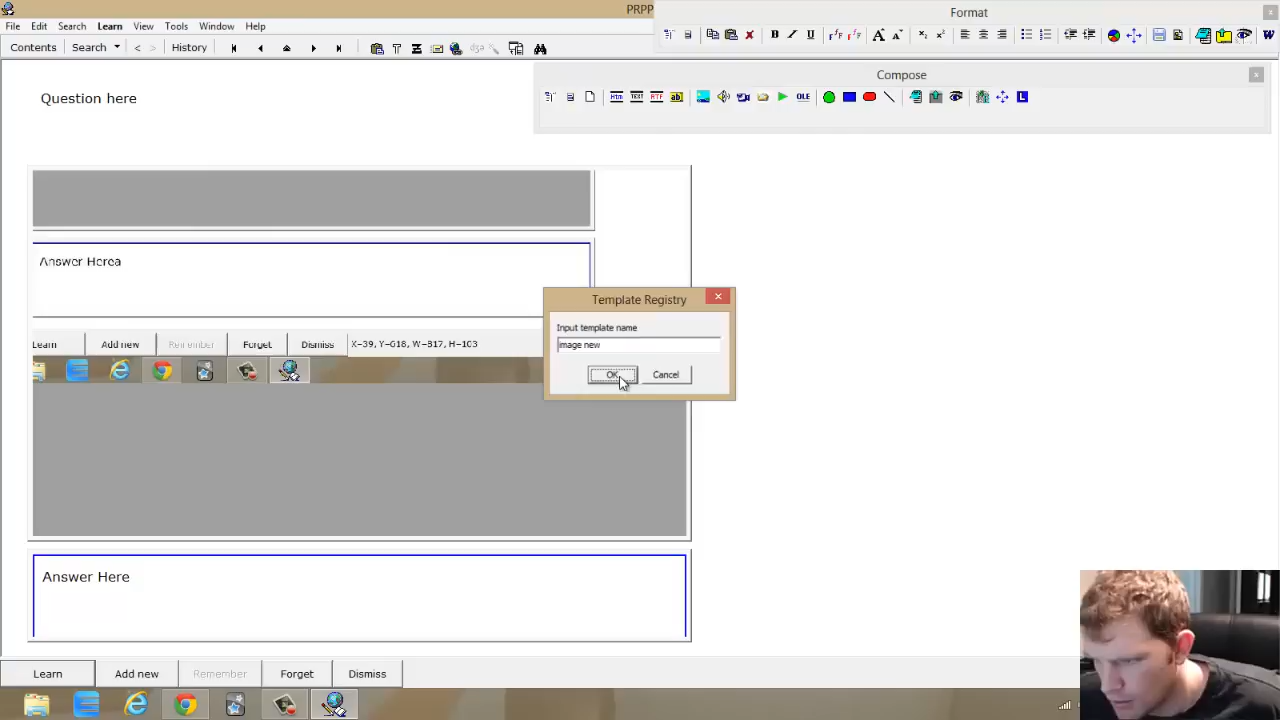 PRPP
Format
File Edit Search Learn View Tools Window Help
Contents Search < > History
Compose
Question here
Answer Herea
Template Registry
Input template name
image new
OK Cancel
Learn Add new Remember Forget Dismiss X=39, Y=618, W=817, H=103
Answer Here
Learn Add new Remember Forget Dismiss